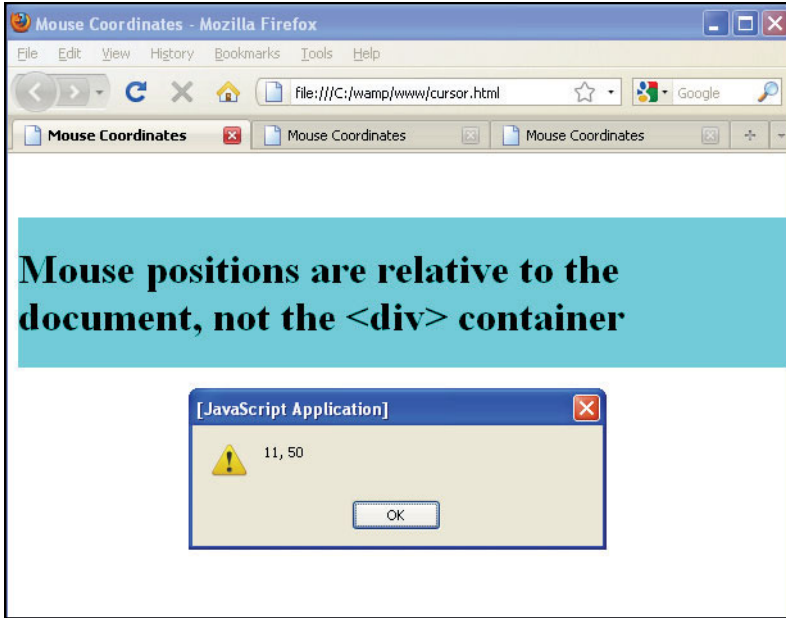 Mouse Coordinates - Mozilla Firefox
File Edit View History Bookmarks Tools Help
file:///C:/wamp/www/cursor.html Google
Mouse Coordinates Mouse Coordinates Mouse Coordinates
Mouse positions are relative to the
document, not the <div> container
[JavaScript Application]
11, 50
OK